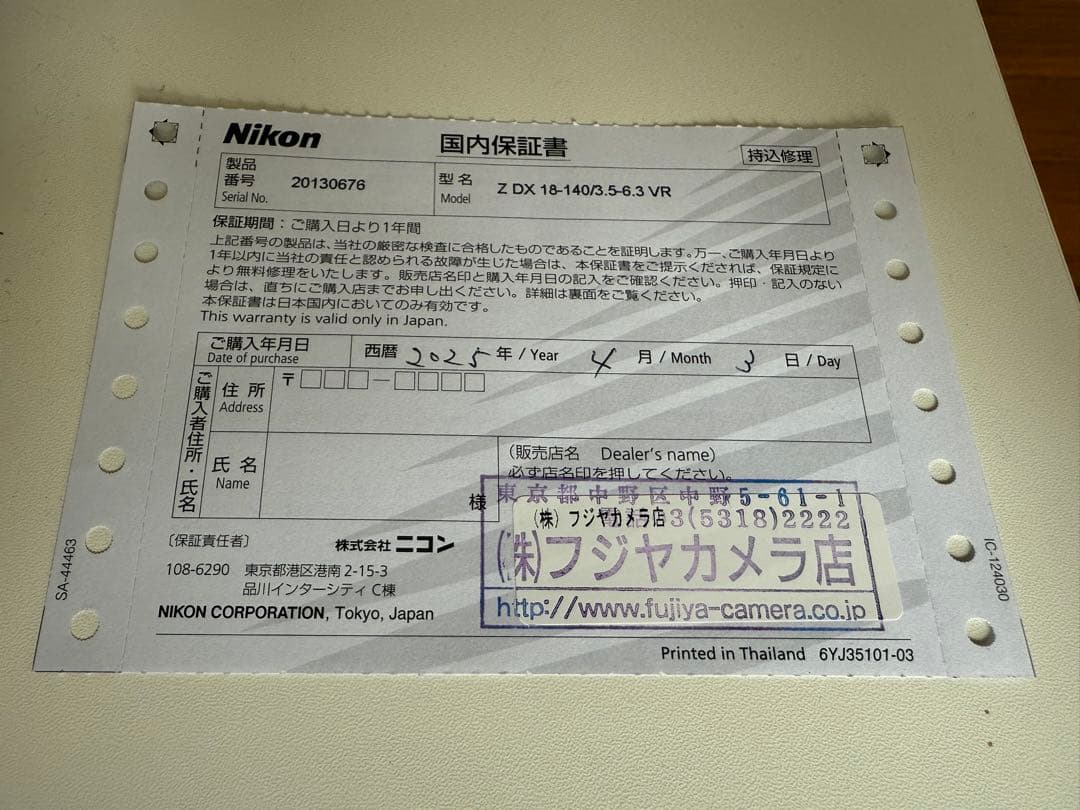 Nikon
国内保証書
持込修理
製品番号 Serial No. 20130676
型名 Model Z DX 18-140/3.5-6.3 VR
保証期間：ご購入日より1年間
上記番号の製品は、当社の厳密な検査に合格したものであることを証明します。万一、ご購入年月日より
1年以内に当社の責任と認められる故障が生じた場合は、本保証書をご提示くだされば、保証規定に
より無料修理をいたします。販売店名印と購入年月日の記入をご確認ください。押印・記入のない
場合は、直ちにご購入店までお申し出ください。詳細は裏面をご覧ください。
本保証書は日本国内においてのみ有効です。
This warranty is valid only in Japan.
ご購入年月日 Date of purchase 西暦 2025 年 / Year 4 月 / Month 3 日 / Day
ご購入者住所・氏名
住所 Address 〒
氏名 Name 様
(販売店名 Dealer's name)
必ず店名印を押してください。
東京都中野区中野5-61-1
3(5318)2222
(株) フジヤカメラ店
(株)フジヤカメラ店
http://www.fujiya-camera.co.jp
〔保証責任者〕 株式会社 ニコン
108-6290 東京都港区港南 2-15-3
品川インターシティ C棟
NIKON CORPORATION, Tokyo, Japan
Printed in Thailand 6YJ35101-03
SA-44463
IC-124030